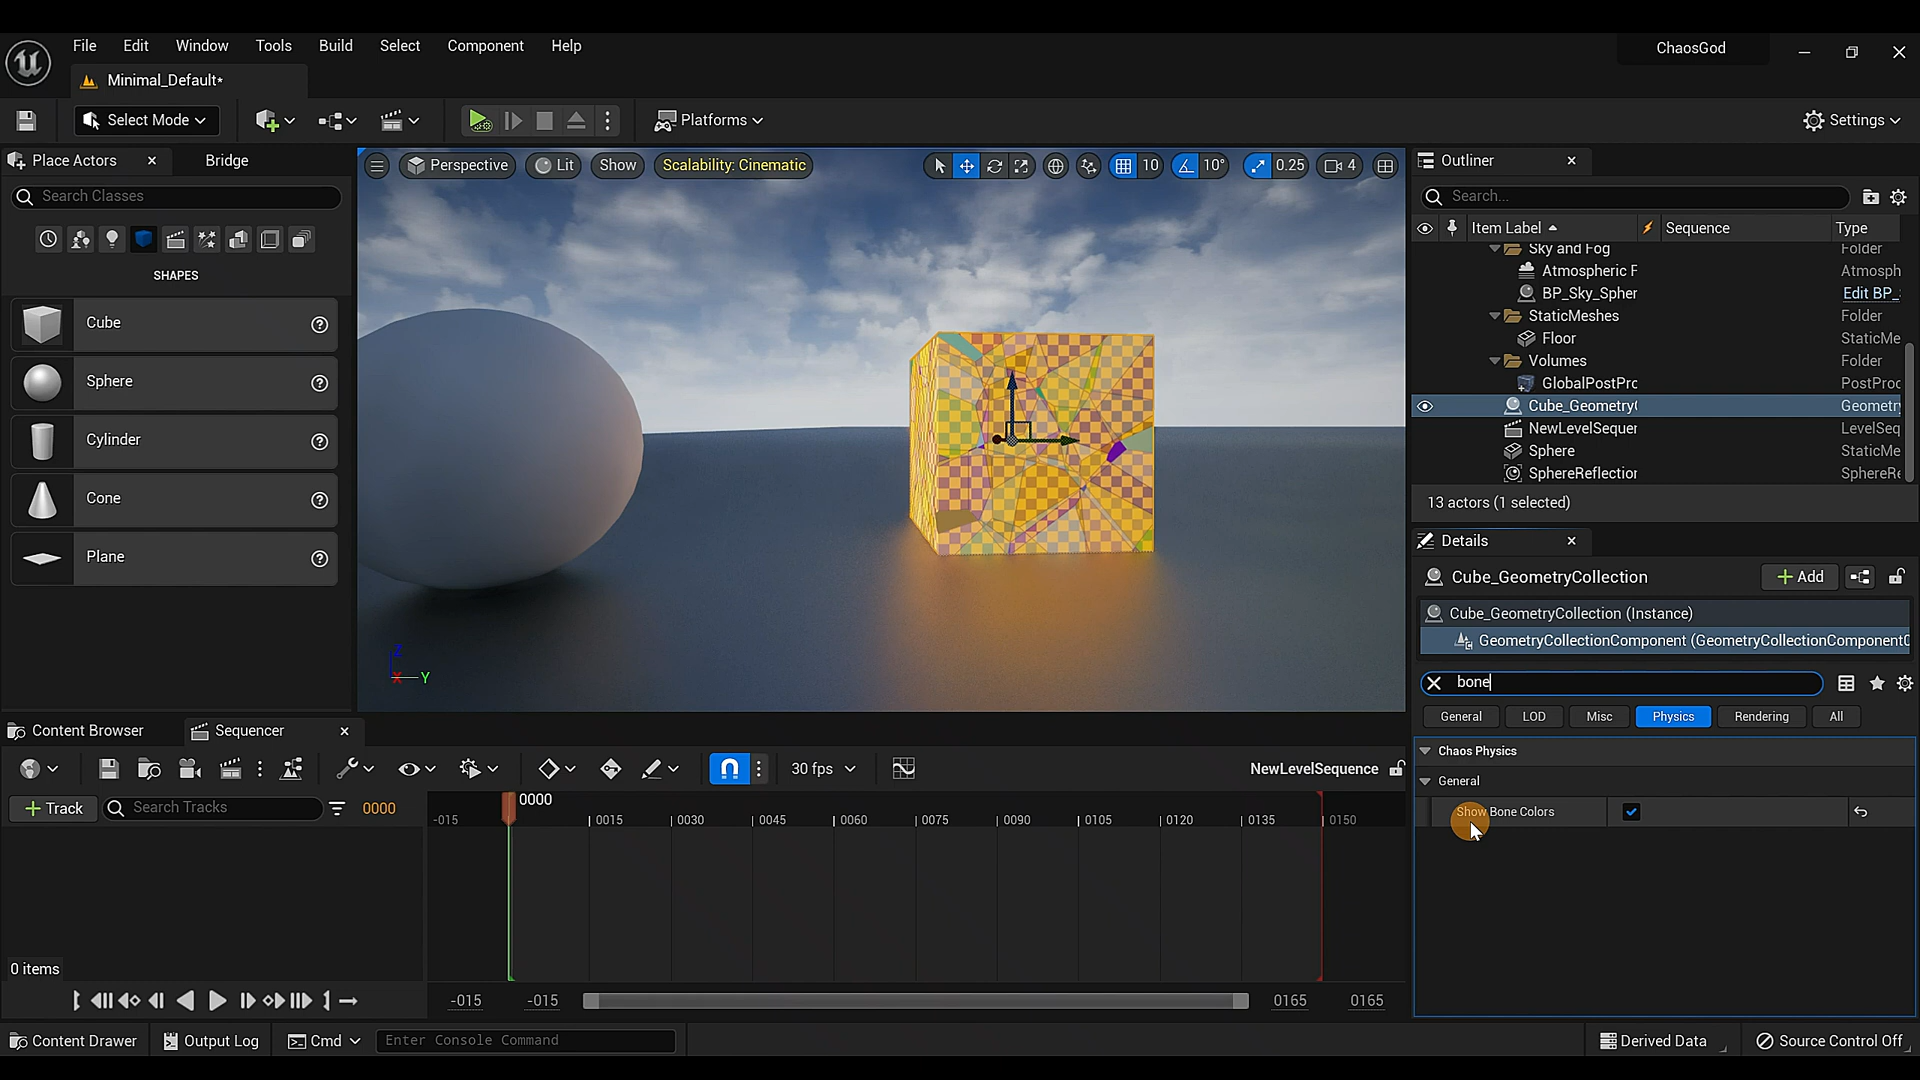 File Edit Window Tools Build Select Component Help
ChaosGod
Minimal_Default*
Select Mode
Platforms
Settings
Place Actors
Bridge
Search Classes
SHAPES
Cube
Sphere
Cylinder
Cone
Plane
Perspective Lit Show Scalability: Cinematic 10 10° 0.25 4
Z
X Y
Outliner
Search...
Item Label Sequence Type
Sky and Fog Folder
Atmospheric F Atmosph
BP_Sky_Spher Edit BP_
StaticMeshes Folder
Floor StaticMe
Volumes Folder
GlobalPostPro PostProc
Cube_Geometry Geometry
NewLevelSequer LevelSeq
Sphere StaticMe
SphereReflection SphereRe
13 actors (1 selected)
Details
Cube_GeometryCollection
Add
Cube_GeometryCollection (Instance)
GeometryCollectionComponent (GeometryCollectionComponent0
bone
General LOD Misc Physics Rendering All
Chaos Physics
General
Show Bone Colors
Content Browser
Sequencer
30 fps
NewLevelSequence
Track
Search Tracks
0000
0000
-015 0015 0030 0045 0060 0075 0090 0105 0120 0135 0150
0 items
-015 -015 0165 0165
Content Drawer
Output Log
Cmd
Enter Console Command
Derived Data
Source Control Off